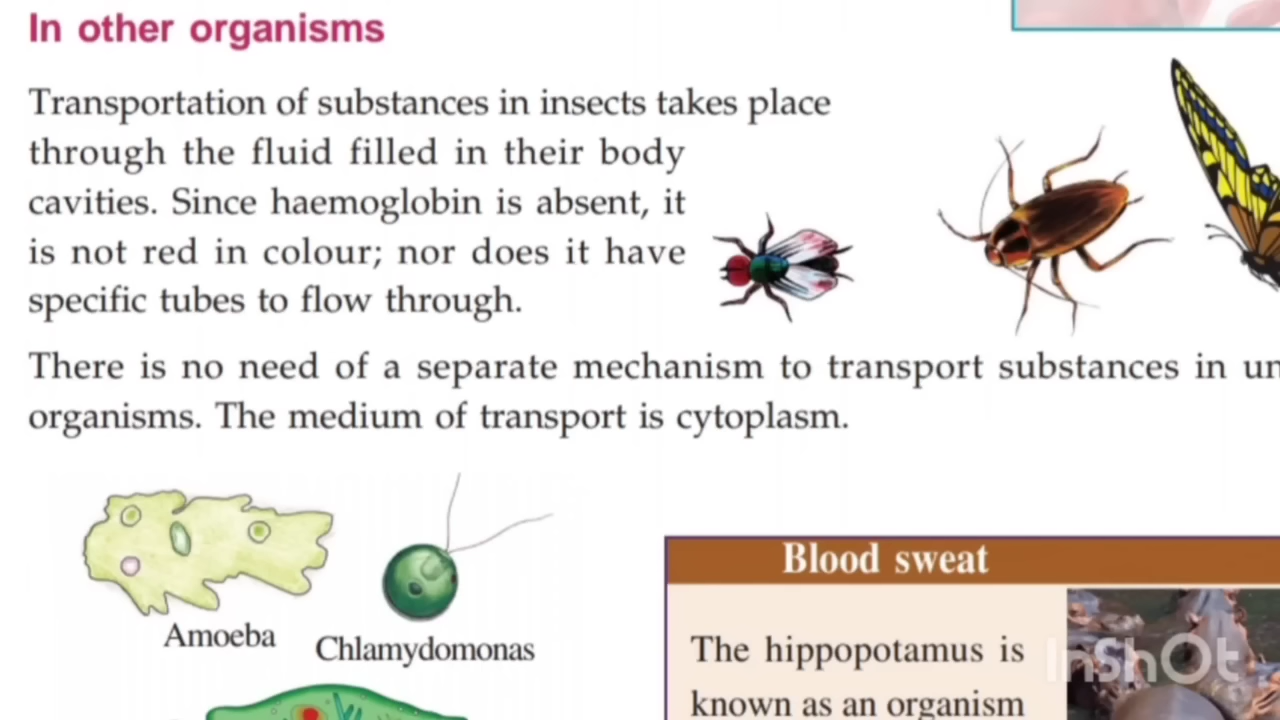 In other organisms
Transportation of substances in insects takes place
through the fluid filled in their body
cavities. Since haemoglobin is absent, it
is not red in colour; nor does it have
specific tubes to flow through.
There is no need of a separate mechanism to transport substances in
organisms. The medium of transport is cytoplasm.
Amoeba
Chlamydomonas
Blood sweat
The hippopotamus is
known as an organism
InShOt